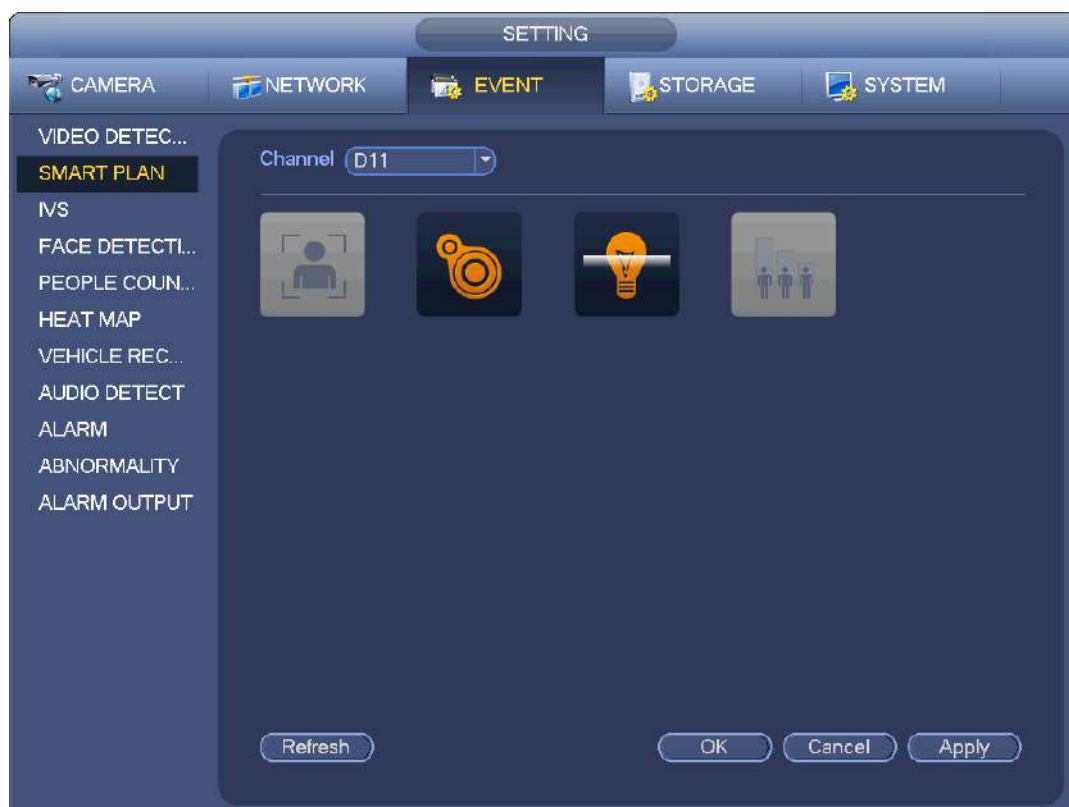 SETTING
CAMERA NETWORK EVENT STORAGE SYSTEM
VIDEO DETEC...
SMART PLAN
IVS
FACE DETECTI...
PEOPLE COUN...
HEAT MAP
VEHICLE REC...
AUDIO DETECT
ALARM
ABNORMALITY
ALARM OUTPUT
Channel D11
Refresh OK Cancel Apply